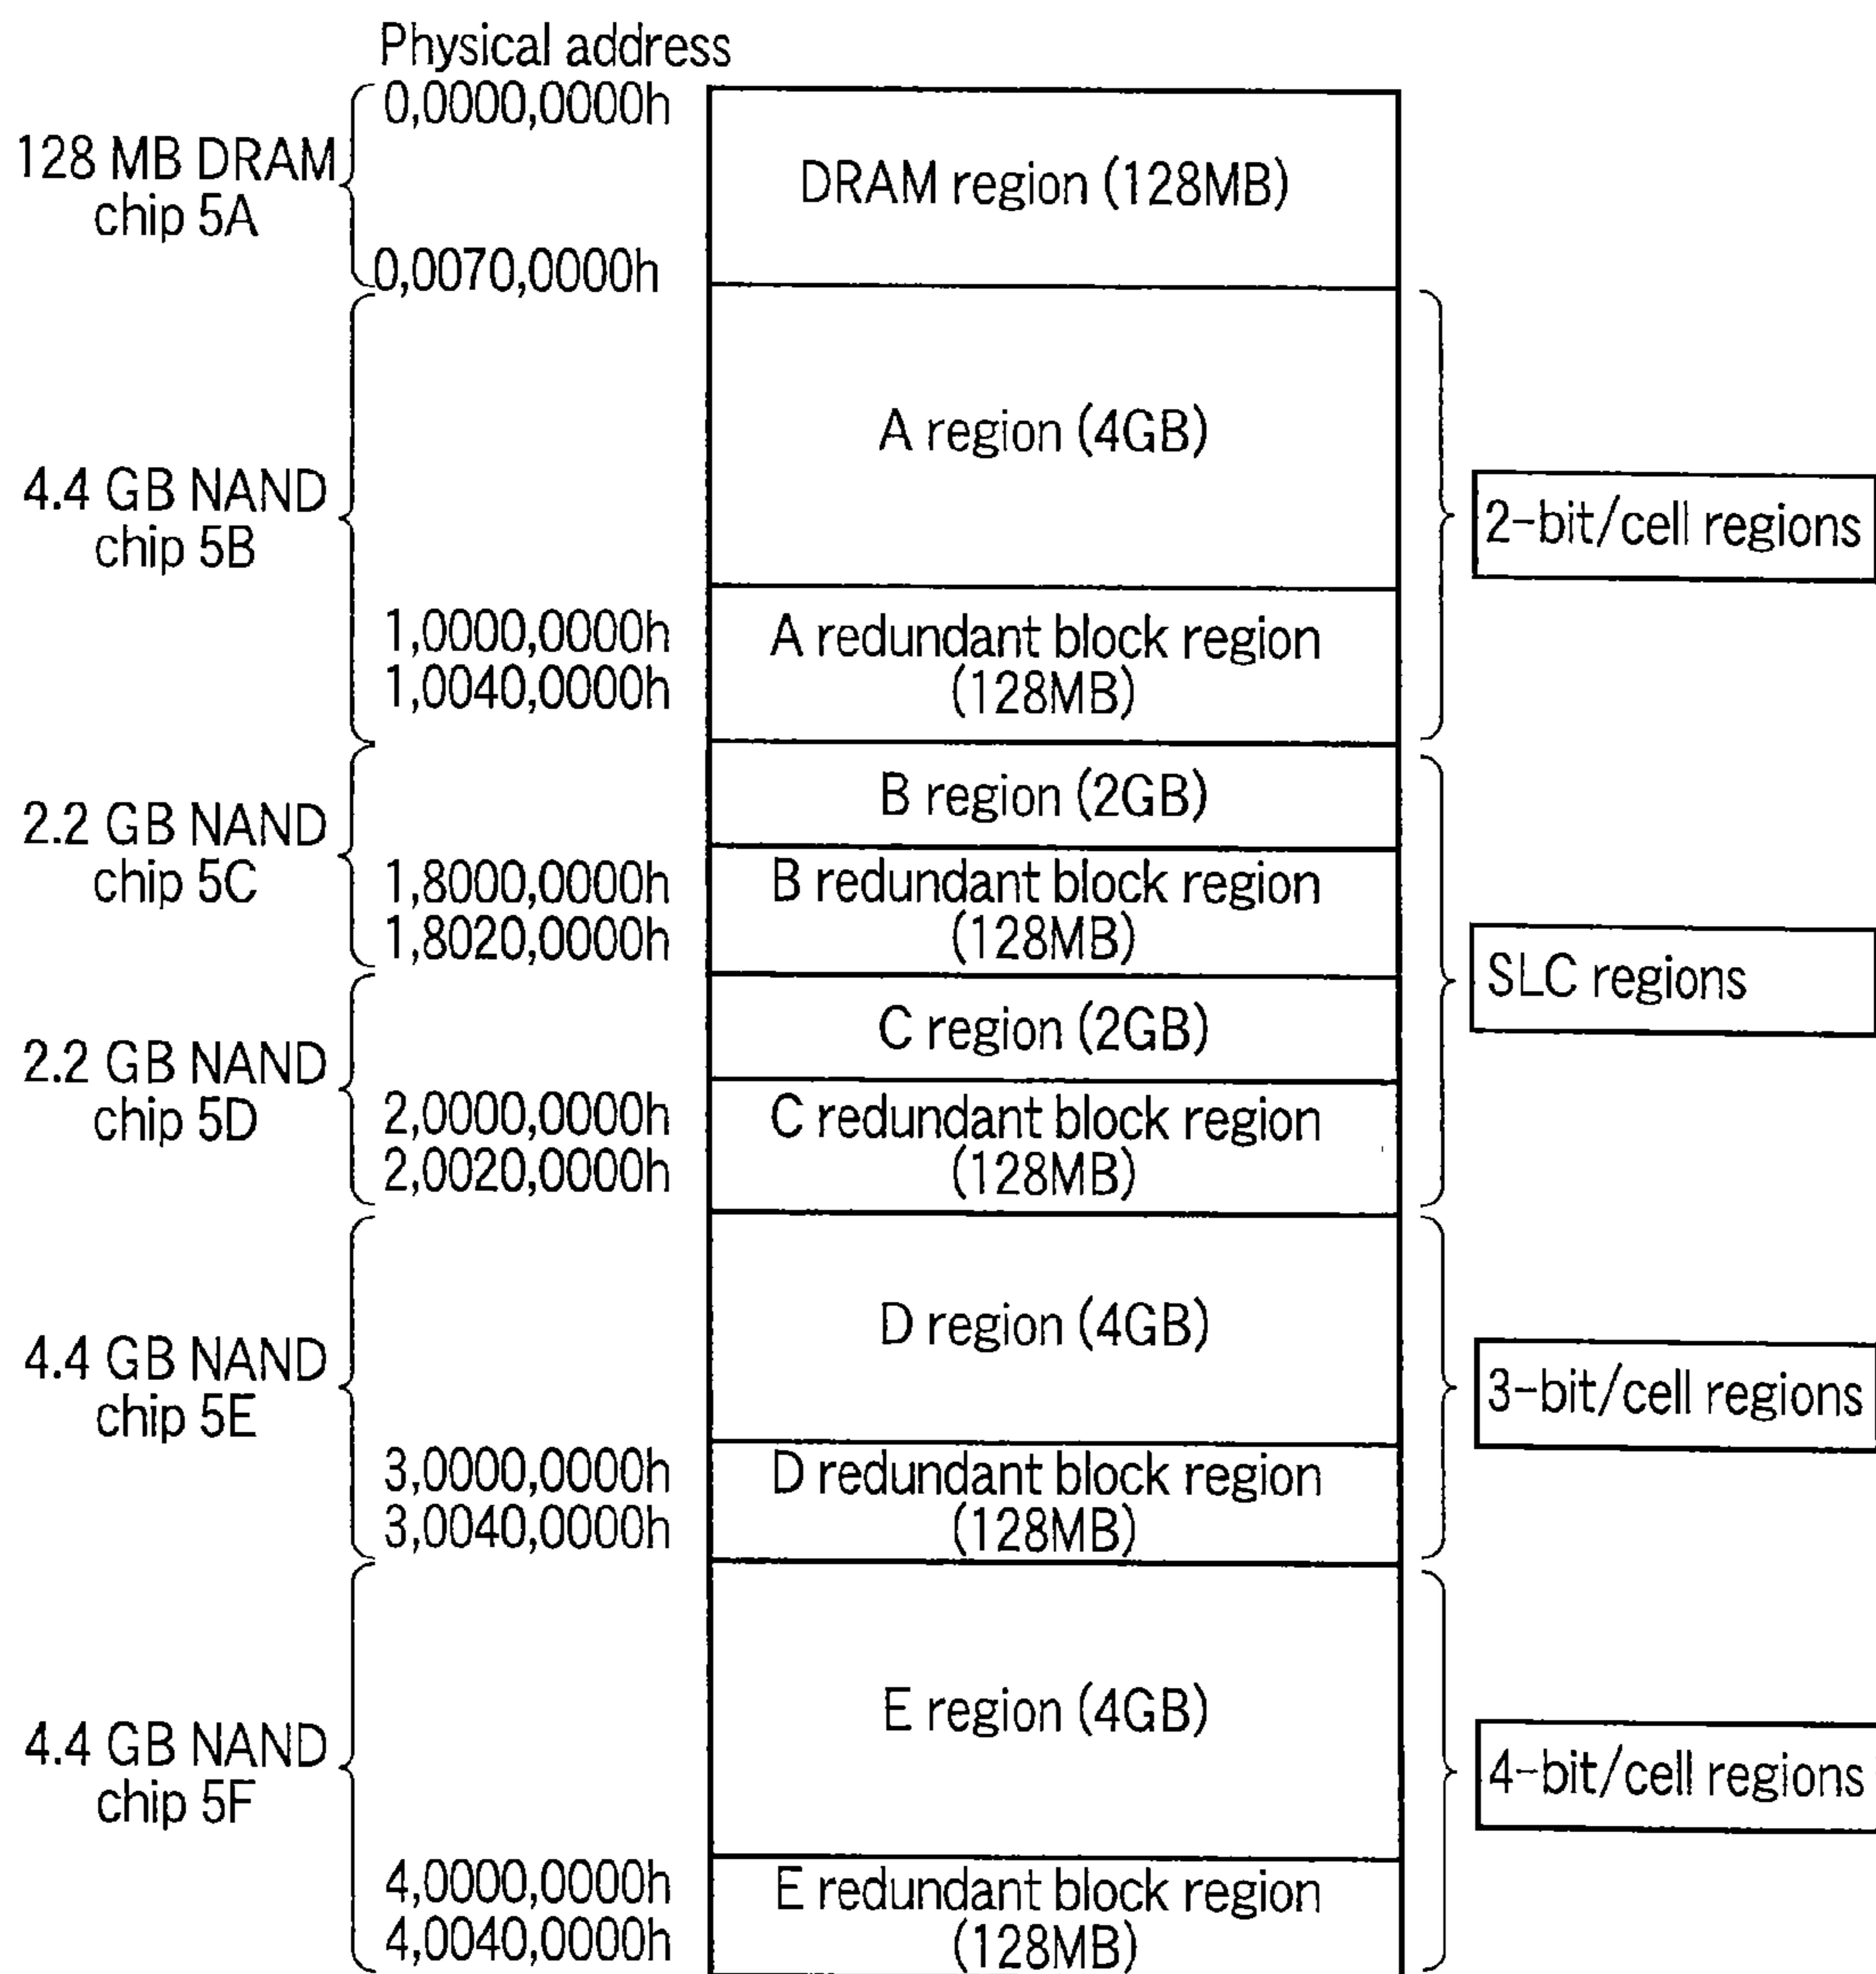 Physical address
0,0000,0000h
128 MB DRAM
chip 5A
DRAM region (128MB)
0,0070,0000h
4.4 GB NAND
chip 5B
A region (4GB)
2-bit/cell regions
1,0000,0000h
1,0040,0000h
A redundant block region
(128MB)
2.2 GB NAND
chip 5C
B region (2GB)
1,8000,0000h
1,8020,0000h
B redundant block region
(128MB)
SLC regions
2.2 GB NAND
chip 5D
C region (2GB)
2,0000,0000h
2,0020,0000h
C redundant block region
(128MB)
4.4 GB NAND
chip 5E
D region (4GB)
3-bit/cell regions
3,0000,0000h
3,0040,0000h
D redundant block region
(128MB)
4.4 GB NAND
chip 5F
E region (4GB)
4-bit/cell regions
4,0000,0000h
4,0040,0000h
E redundant block region
(128MB)